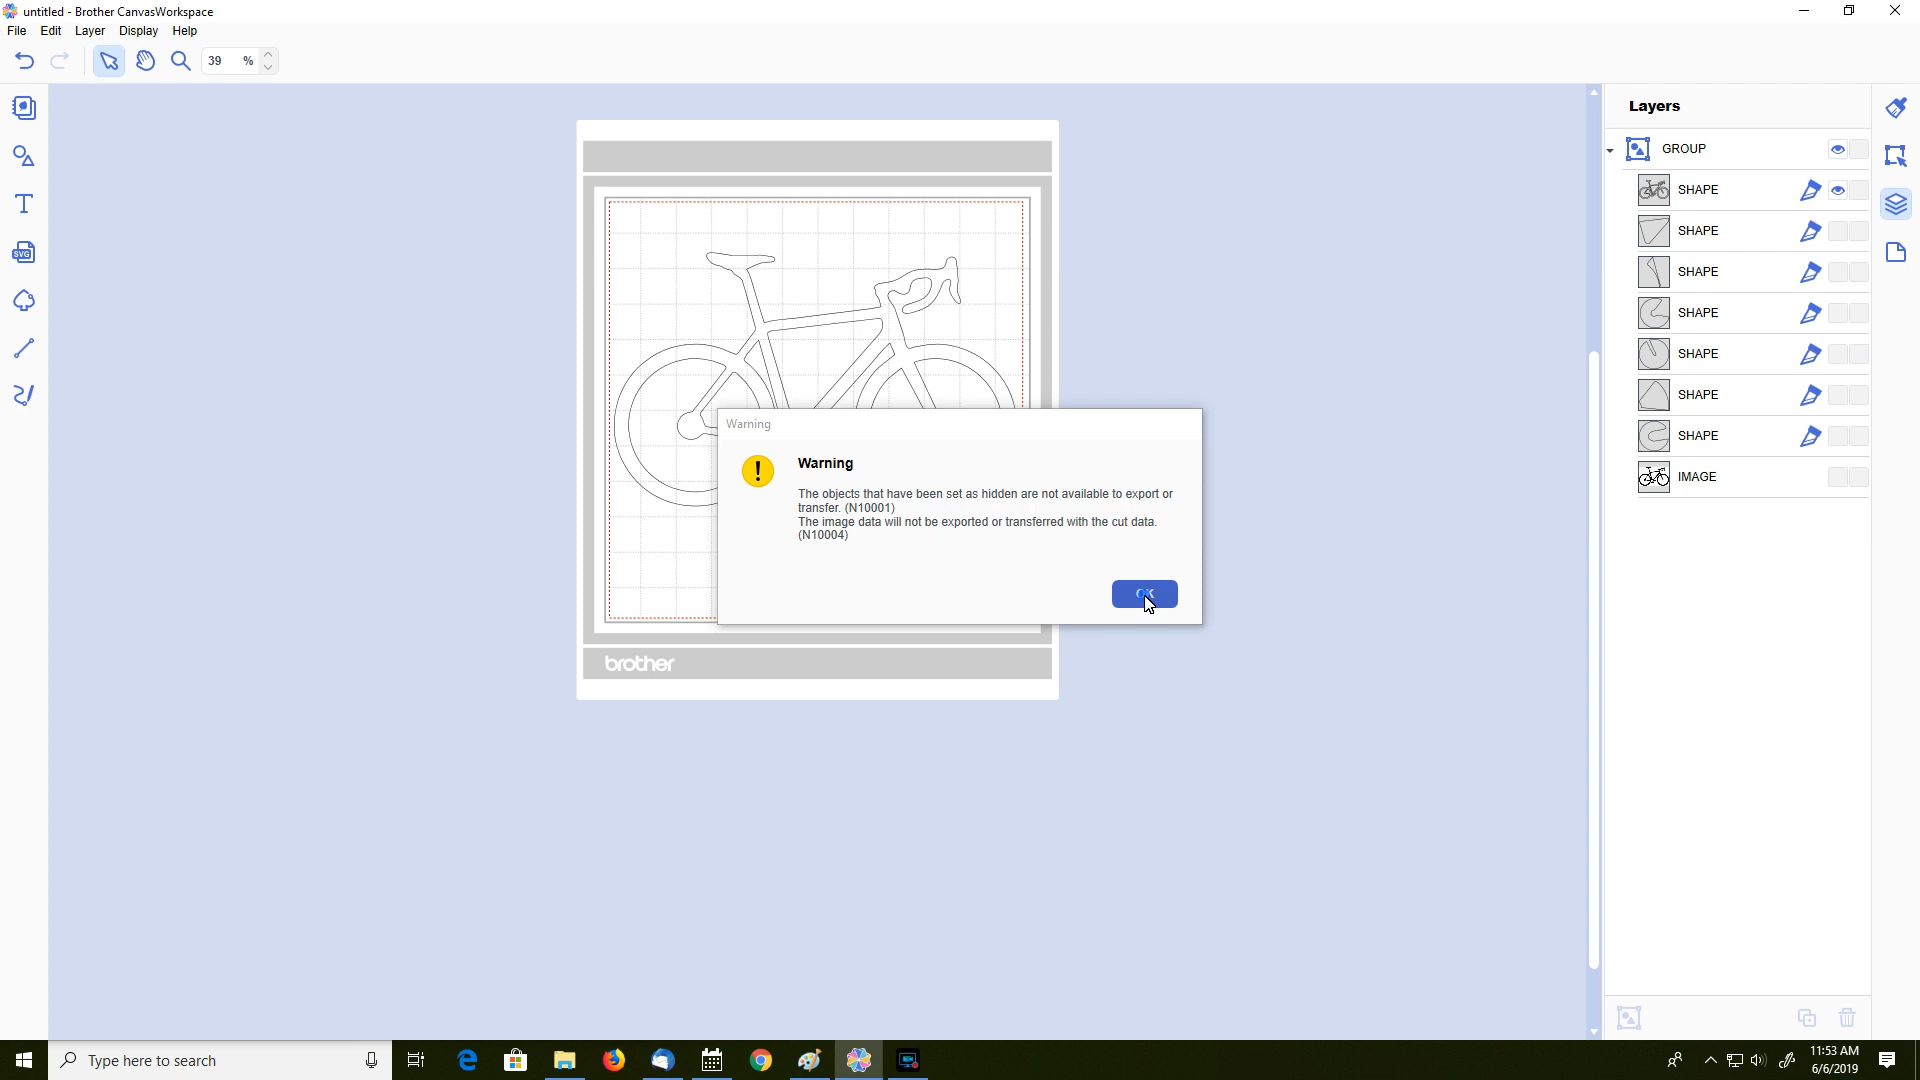 untitled - Brother CanvasWorkspace
File Edit Layer Display Help
39 %
Layers
GROUP
SHAPE
SHAPE
SHAPE
SHAPE
SHAPE
SHAPE
SHAPE
IMAGE
SVG
Warning
Warning
The objects that have been set as hidden are not available to export or
transfer. (N10001)
The image data will not be exported or transferred with the cut data.
(N10004)
OK
brother
Type here to search
11:53 AM
6/6/2019